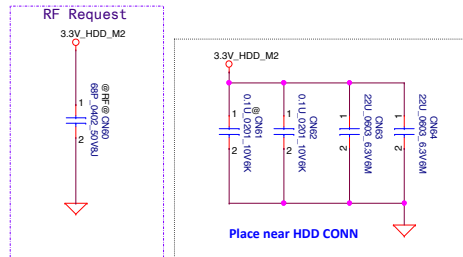 RF Request
3.3V_HDD_M2
1
2
@RF@ CN60
68P_0402_50V8J
3.3V_HDD_M2
1
2
@ CN61
0.1U_0201_10V6K
1
2
CN62
0.1U_0201_10V6K
1
2
CN63
22U_0603_6.3V6M
1
2
CN64
22U_0603_6.3V6M
Place near HDD CONN